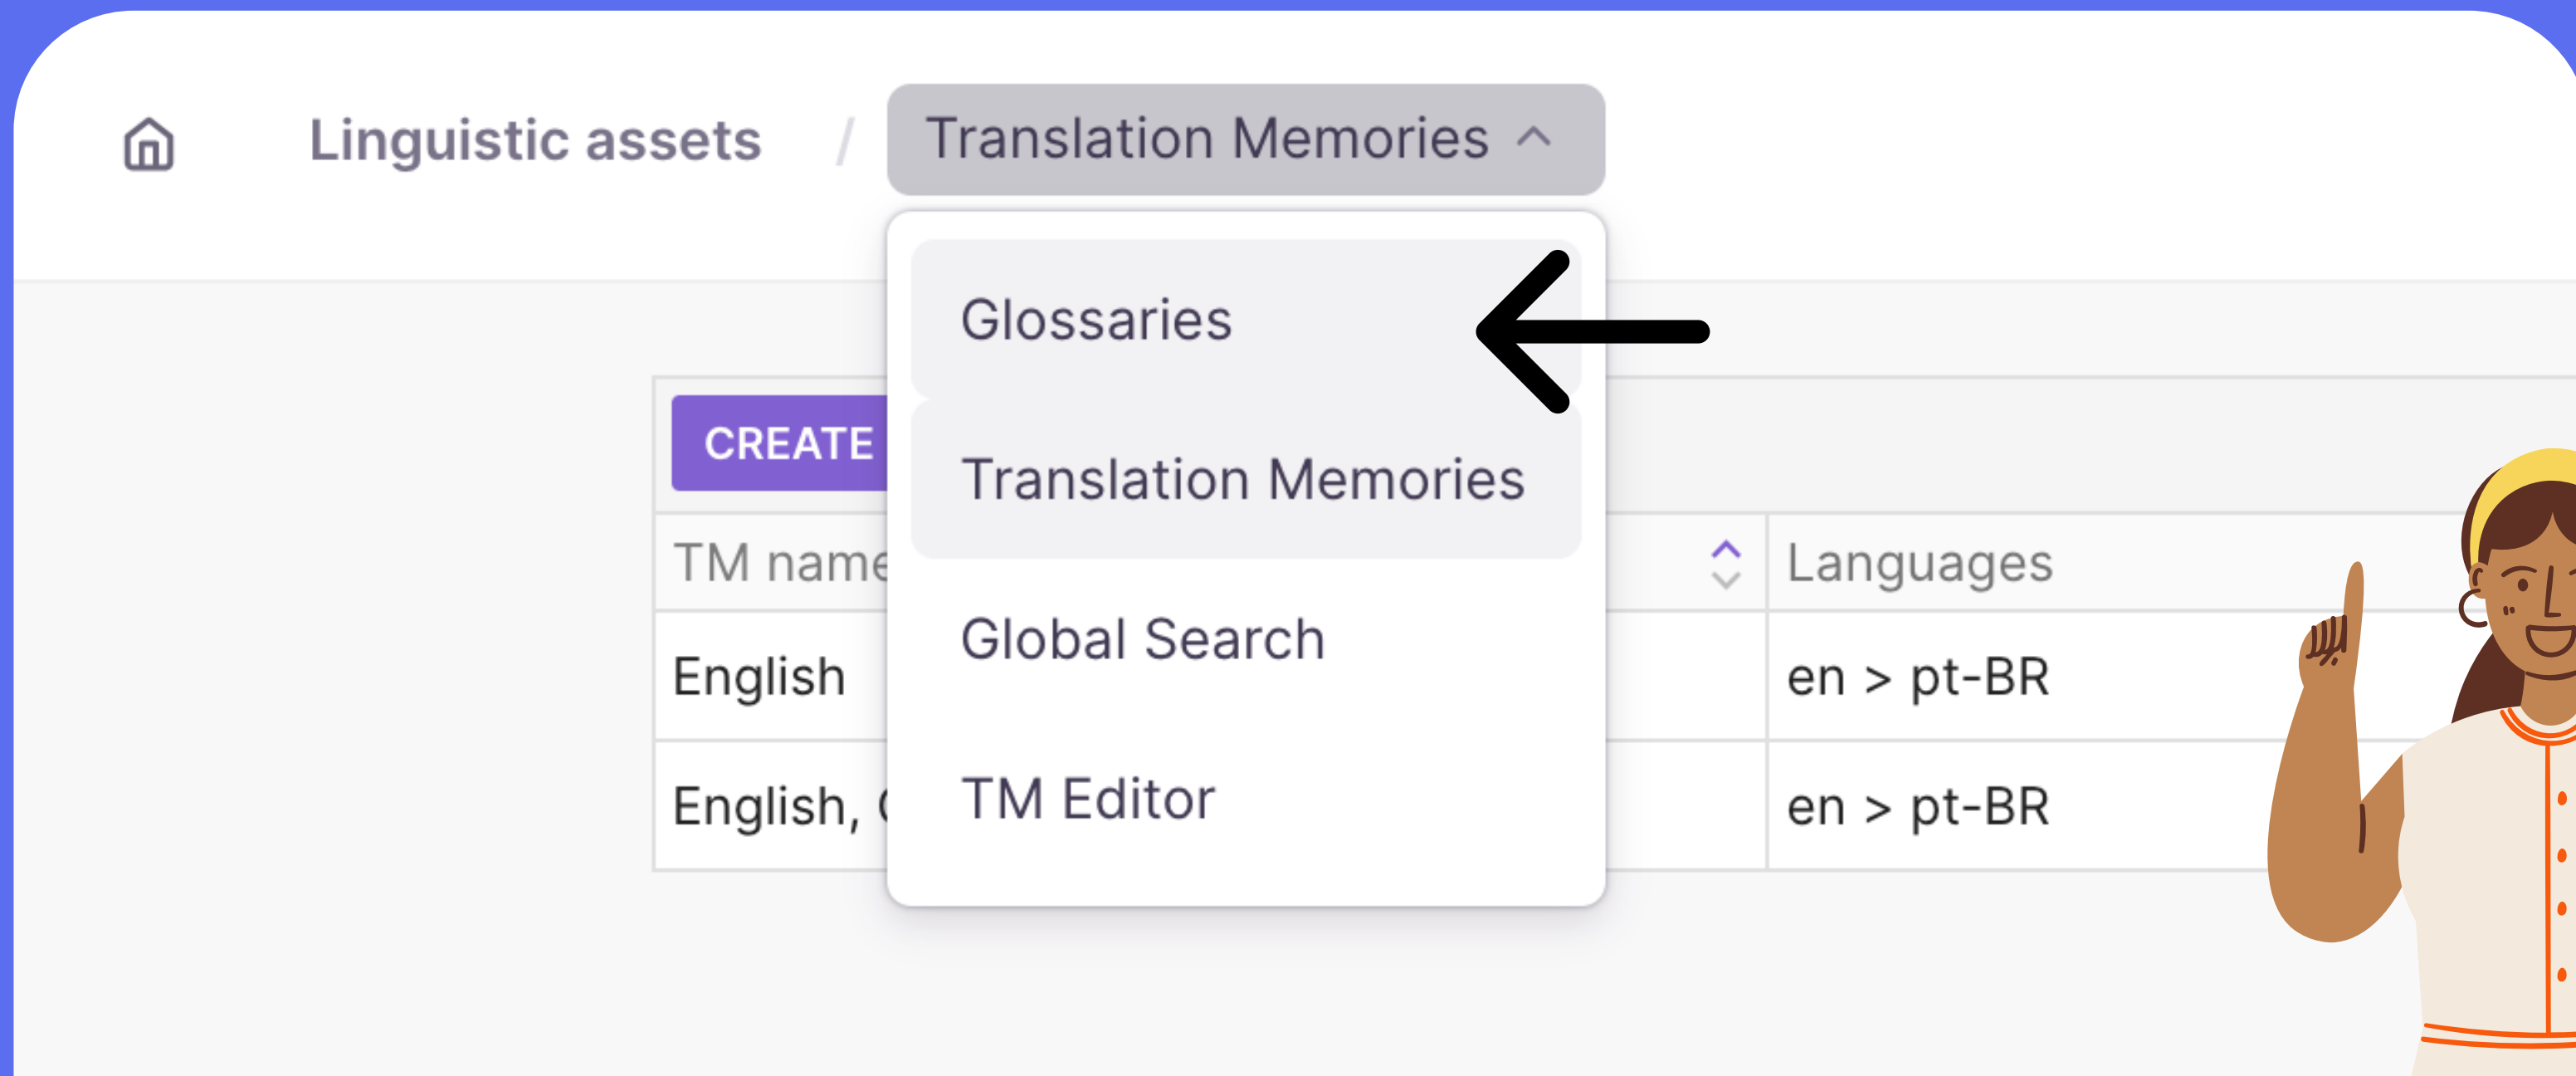 Linguistic assets / Translation Memories
Glossaries
Translation Memories
Global Search
TM Editor
CREATE
TM name
Languages
English
en > pt-BR
English,
en > pt-BR